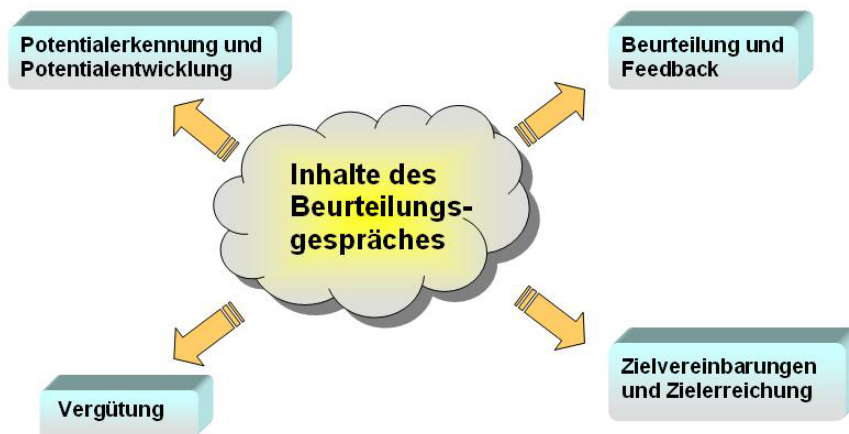 Potentialerkennung und
Potentialentwicklung
Beurteilung und
Feedback
Inhalte des
Beurteilungs-
gespräches
Vergütung
Zielvereinbarungen
und Zielerreichung